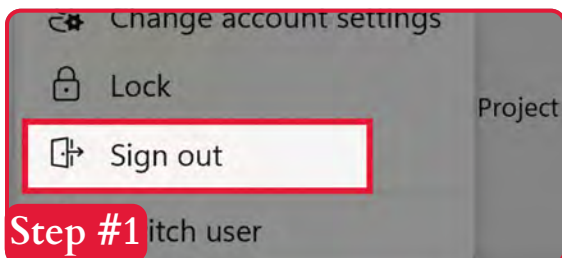 Change account settings
Lock
Project
Sign out
Step #1
itch user